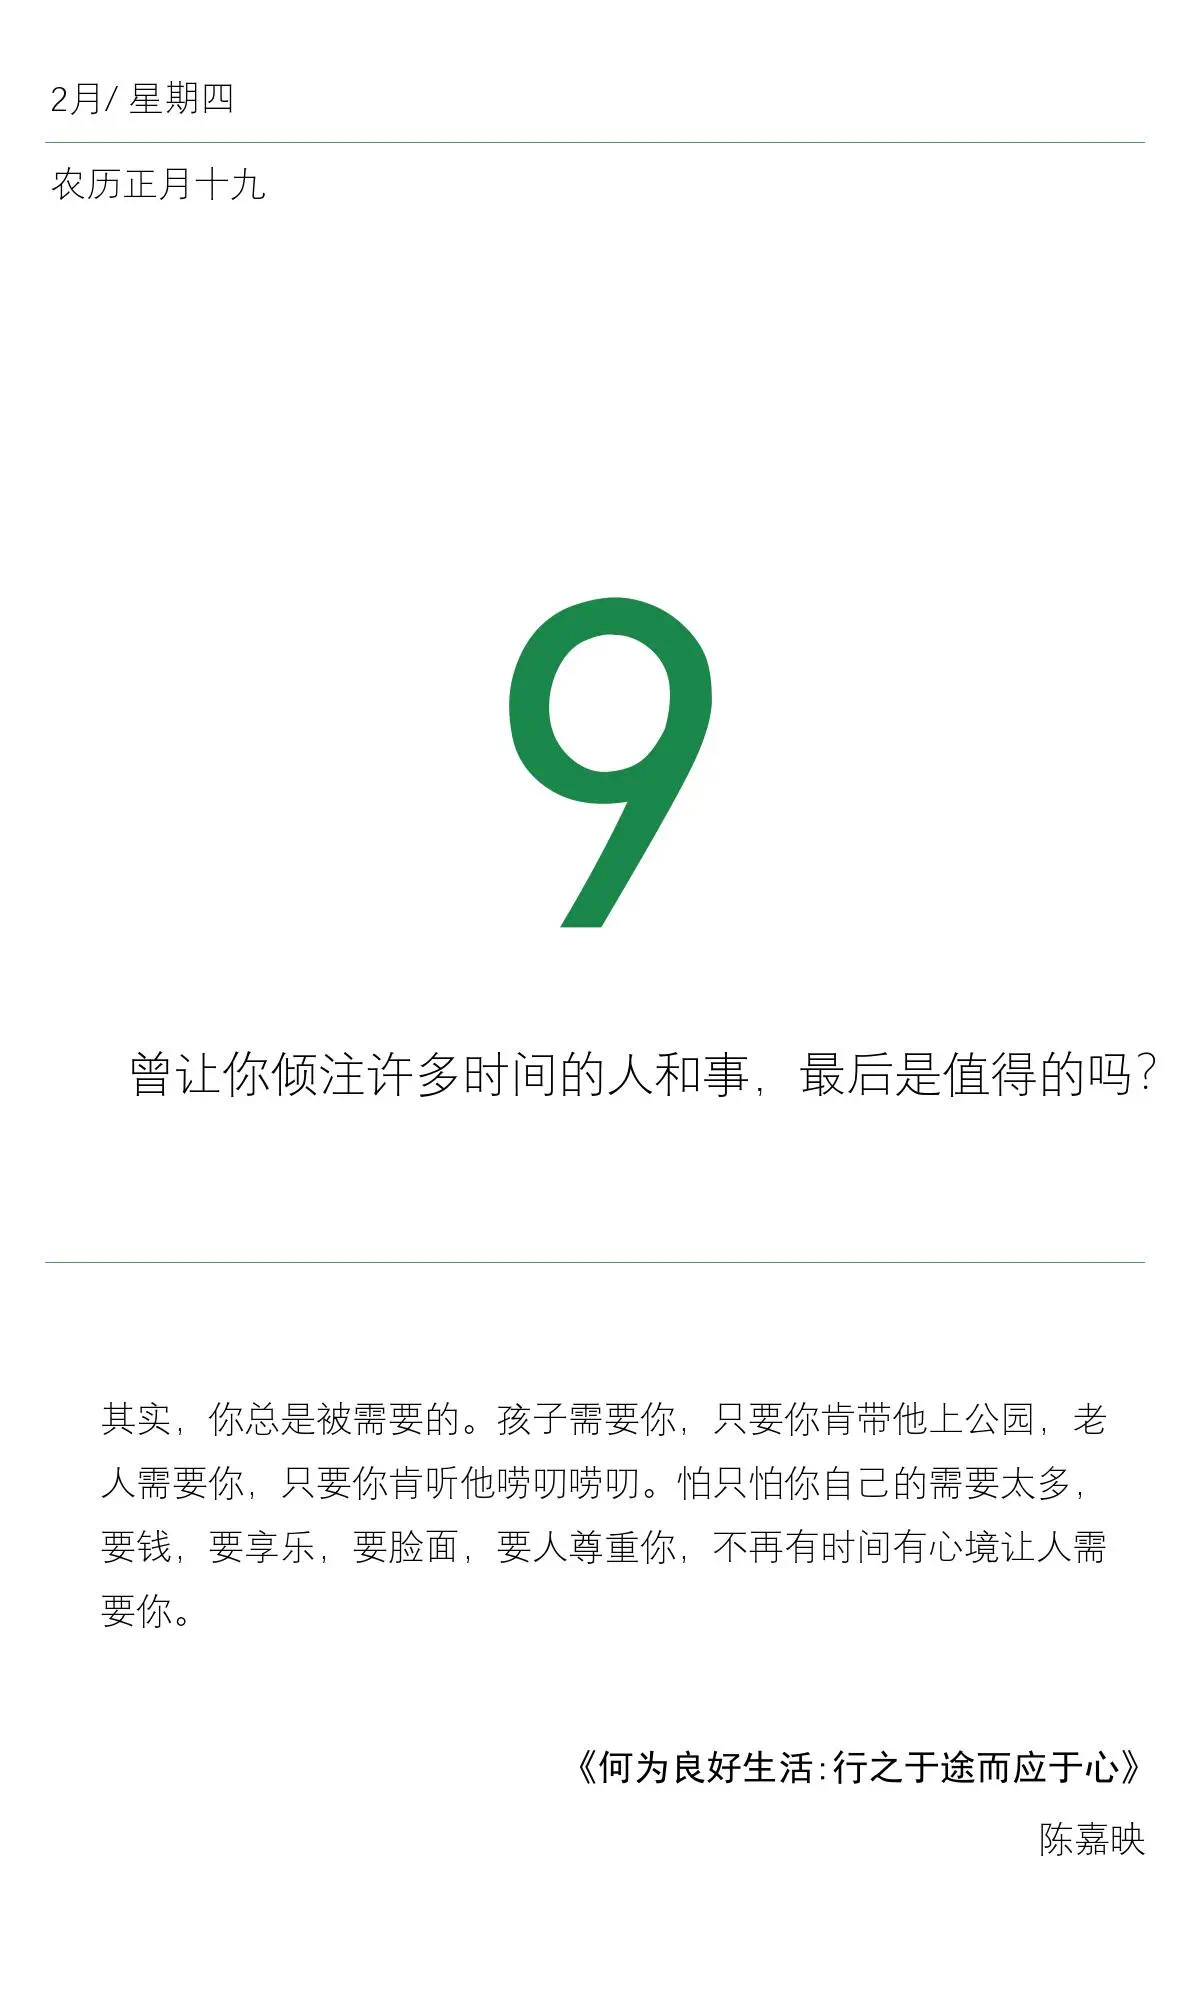 2月/ 星期四
农历正月十九
9
曾让你倾注许多时间的人和事，最后是值得的吗？
其实，你总是被需要的。孩子需要你，只要你肯带他上公园，老
人需要你，只要你肯听他唠叨唠叨。怕只怕你自己的需要太多，
要钱，要享乐，要脸面，要人尊重你，不再有时间有心境让人需
要你。
《何为良好生活：行之于途而应于心》
陈嘉映